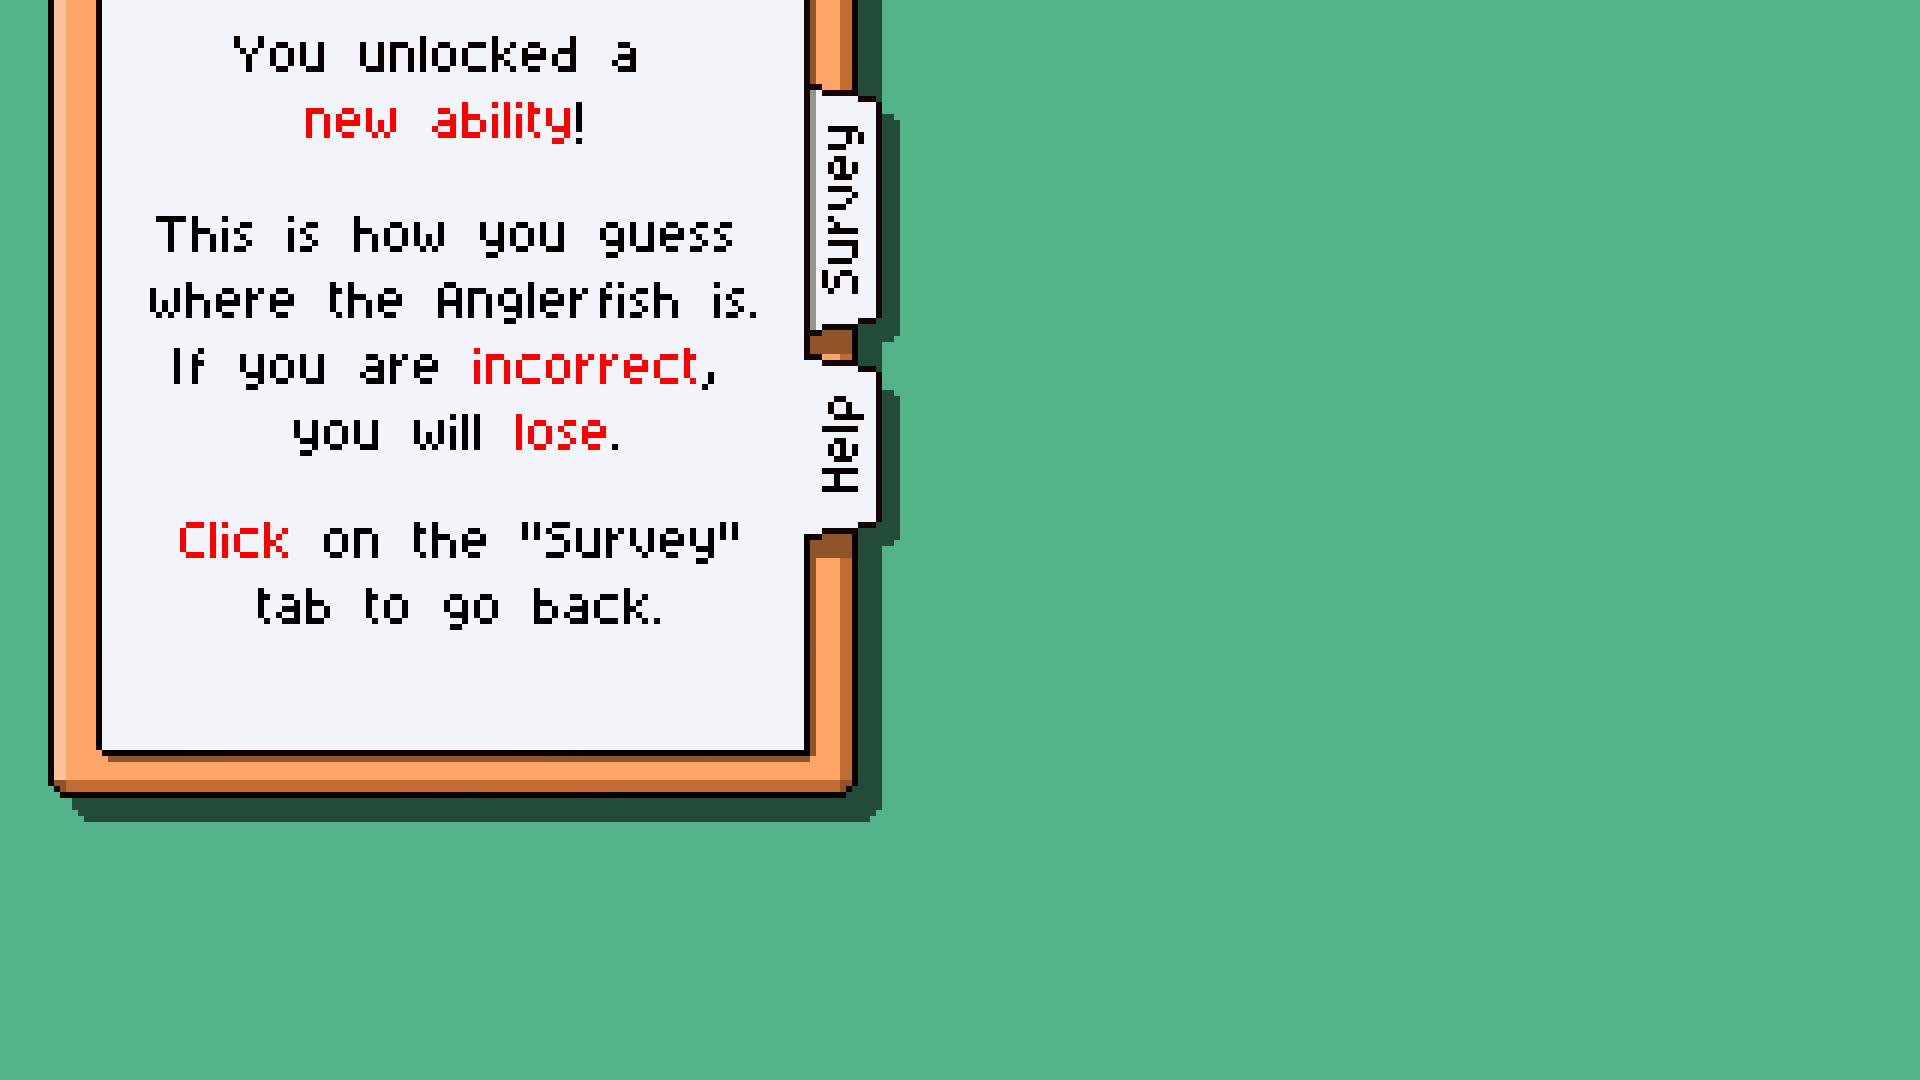 You unlocked a
new ability!
This is how you guess
where the Anglerfish is.
If you are incorrect,
you will lose.
Click on the "Survey"
tab to go back.
Survey
Help